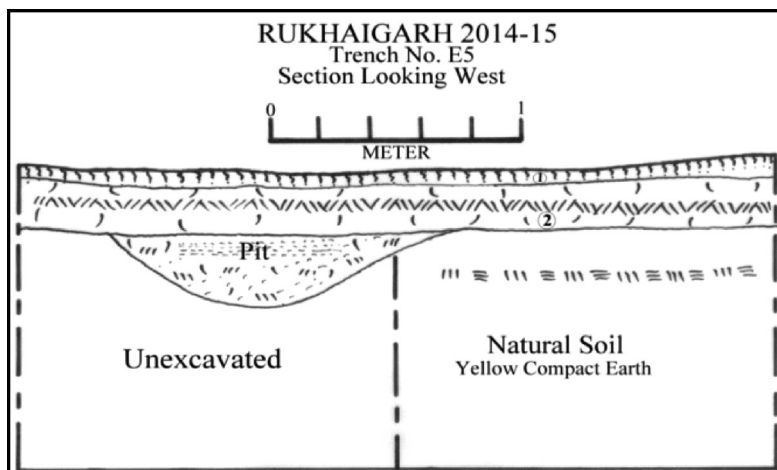 RUKHAIGARH 2014-15
Trench No. E5
Section Looking West
0 1
METER
1
2
Pit
Unexcavated
Natural Soil
Yellow Compact Earth